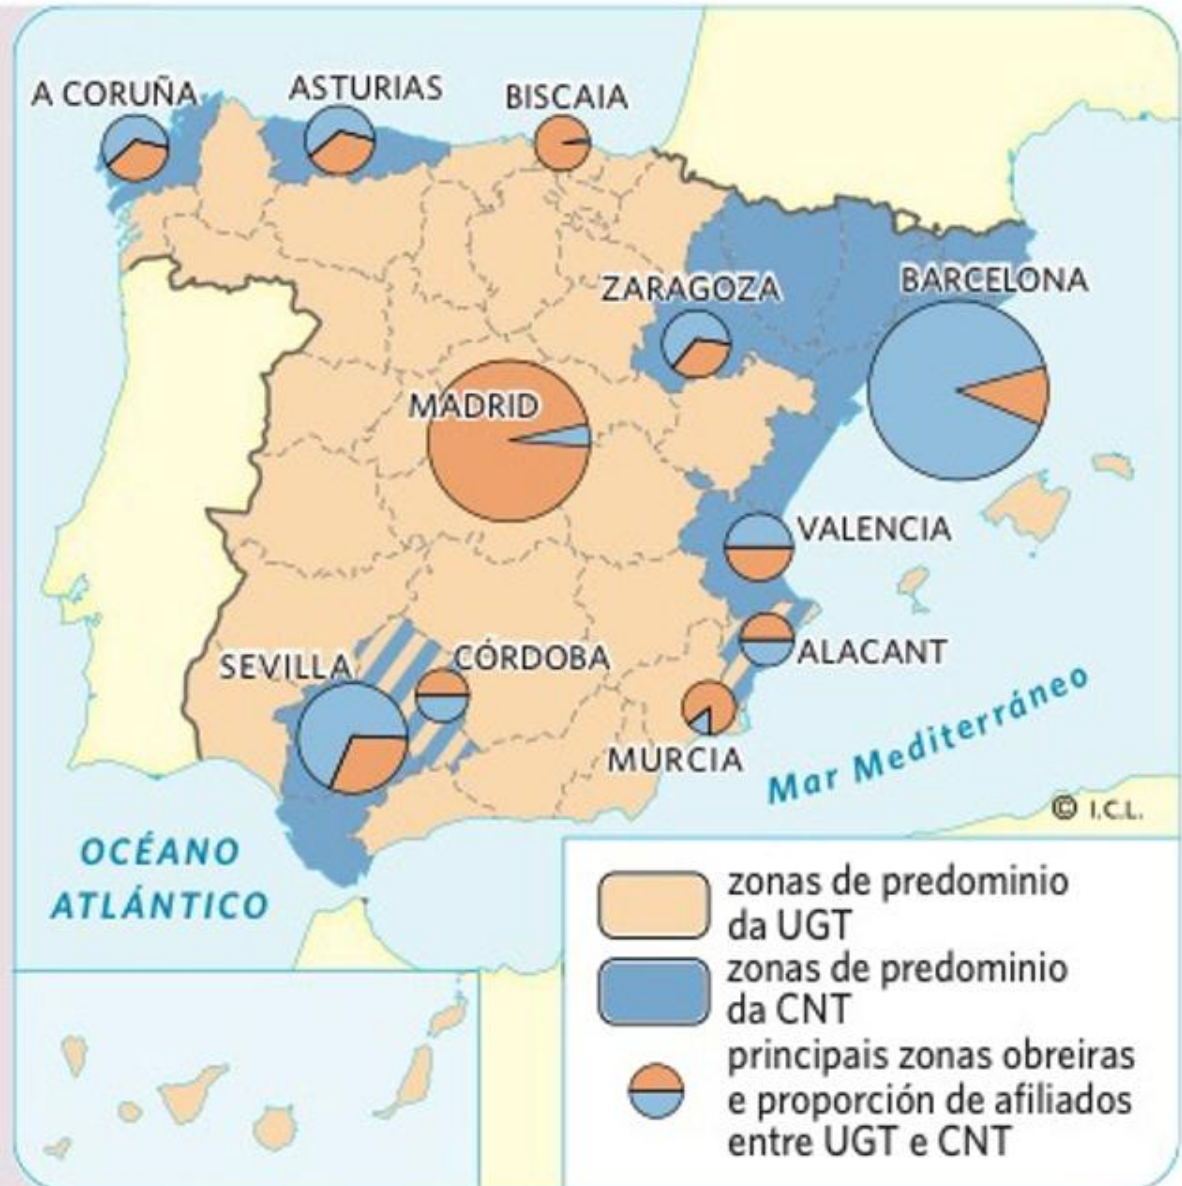 A CORUÑA
ASTURIAS
BISCAIA
ZARAGOZA
BARCELONA
MADRID
VALENCIA
SEVILLA
CÓRDOBA
ALACANT
MURCIA
Mar Mediterráneo
© I.C.L.
OCÉANO
ATLÁNTICO
zonas de predominio
da UGT
zonas de predominio
da CNT
principais zonas obreiras
e proporción de afiliados
entre UGT e CNT